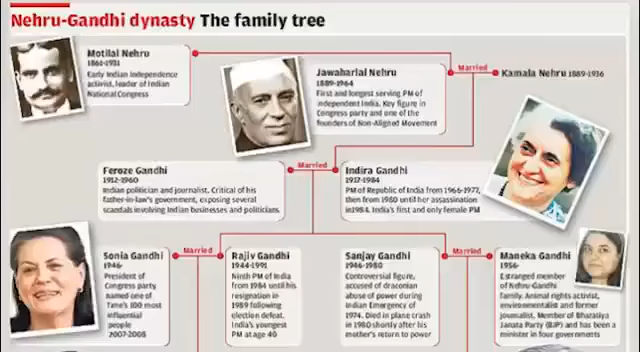 Nehru-Gandhi dynasty The family tree
Motilal Nehru
1861-1931
Early Indian independence
activist, leader of Indian
National Congress
Jawaharlal Nehru
1889-1964
First and longest serving PM of
independent India. Key figure in
Congress party and one of the
founders of Non-Aligned Movement
Married
Kamala Nehru 1889-1936
Feroze Gandhi
1912-1960
Indian politician and journalist. Critical of his
father-in-law's government, exposing several
scandals involving Indian businesses and politicians.
Married
Indira Gandhi
1917-1984
PM of Republic of India from 1966-1977,
then from 1980 until her assassination
in1984. India's first and only female PM
Sonia Gandhi
1946-
President of
Congress party,
named one of
Time's 100 most
influential
people
2007-2008
Married
Rajiv Gandhi
1944-1991
Ninth PM of India
from 1984 until his
resignation in
1989 following
election defeat.
India's youngest
PM at age 40
Sanjay Gandhi
1946-1980
Controversial figure,
accused of draconian
abuse of power during
Indian Emergency of
1974. Died in plane crash
in 1980 shortly after his
mother's return to power
Married
Maneka Gandhi
1956-
Estranged member
of Nehru-Gandhi
family. Animal rights activist,
environmentalist and former
journalist. Member of Bharatiya
Janata Party (BJP) and has been a
minister in four governments